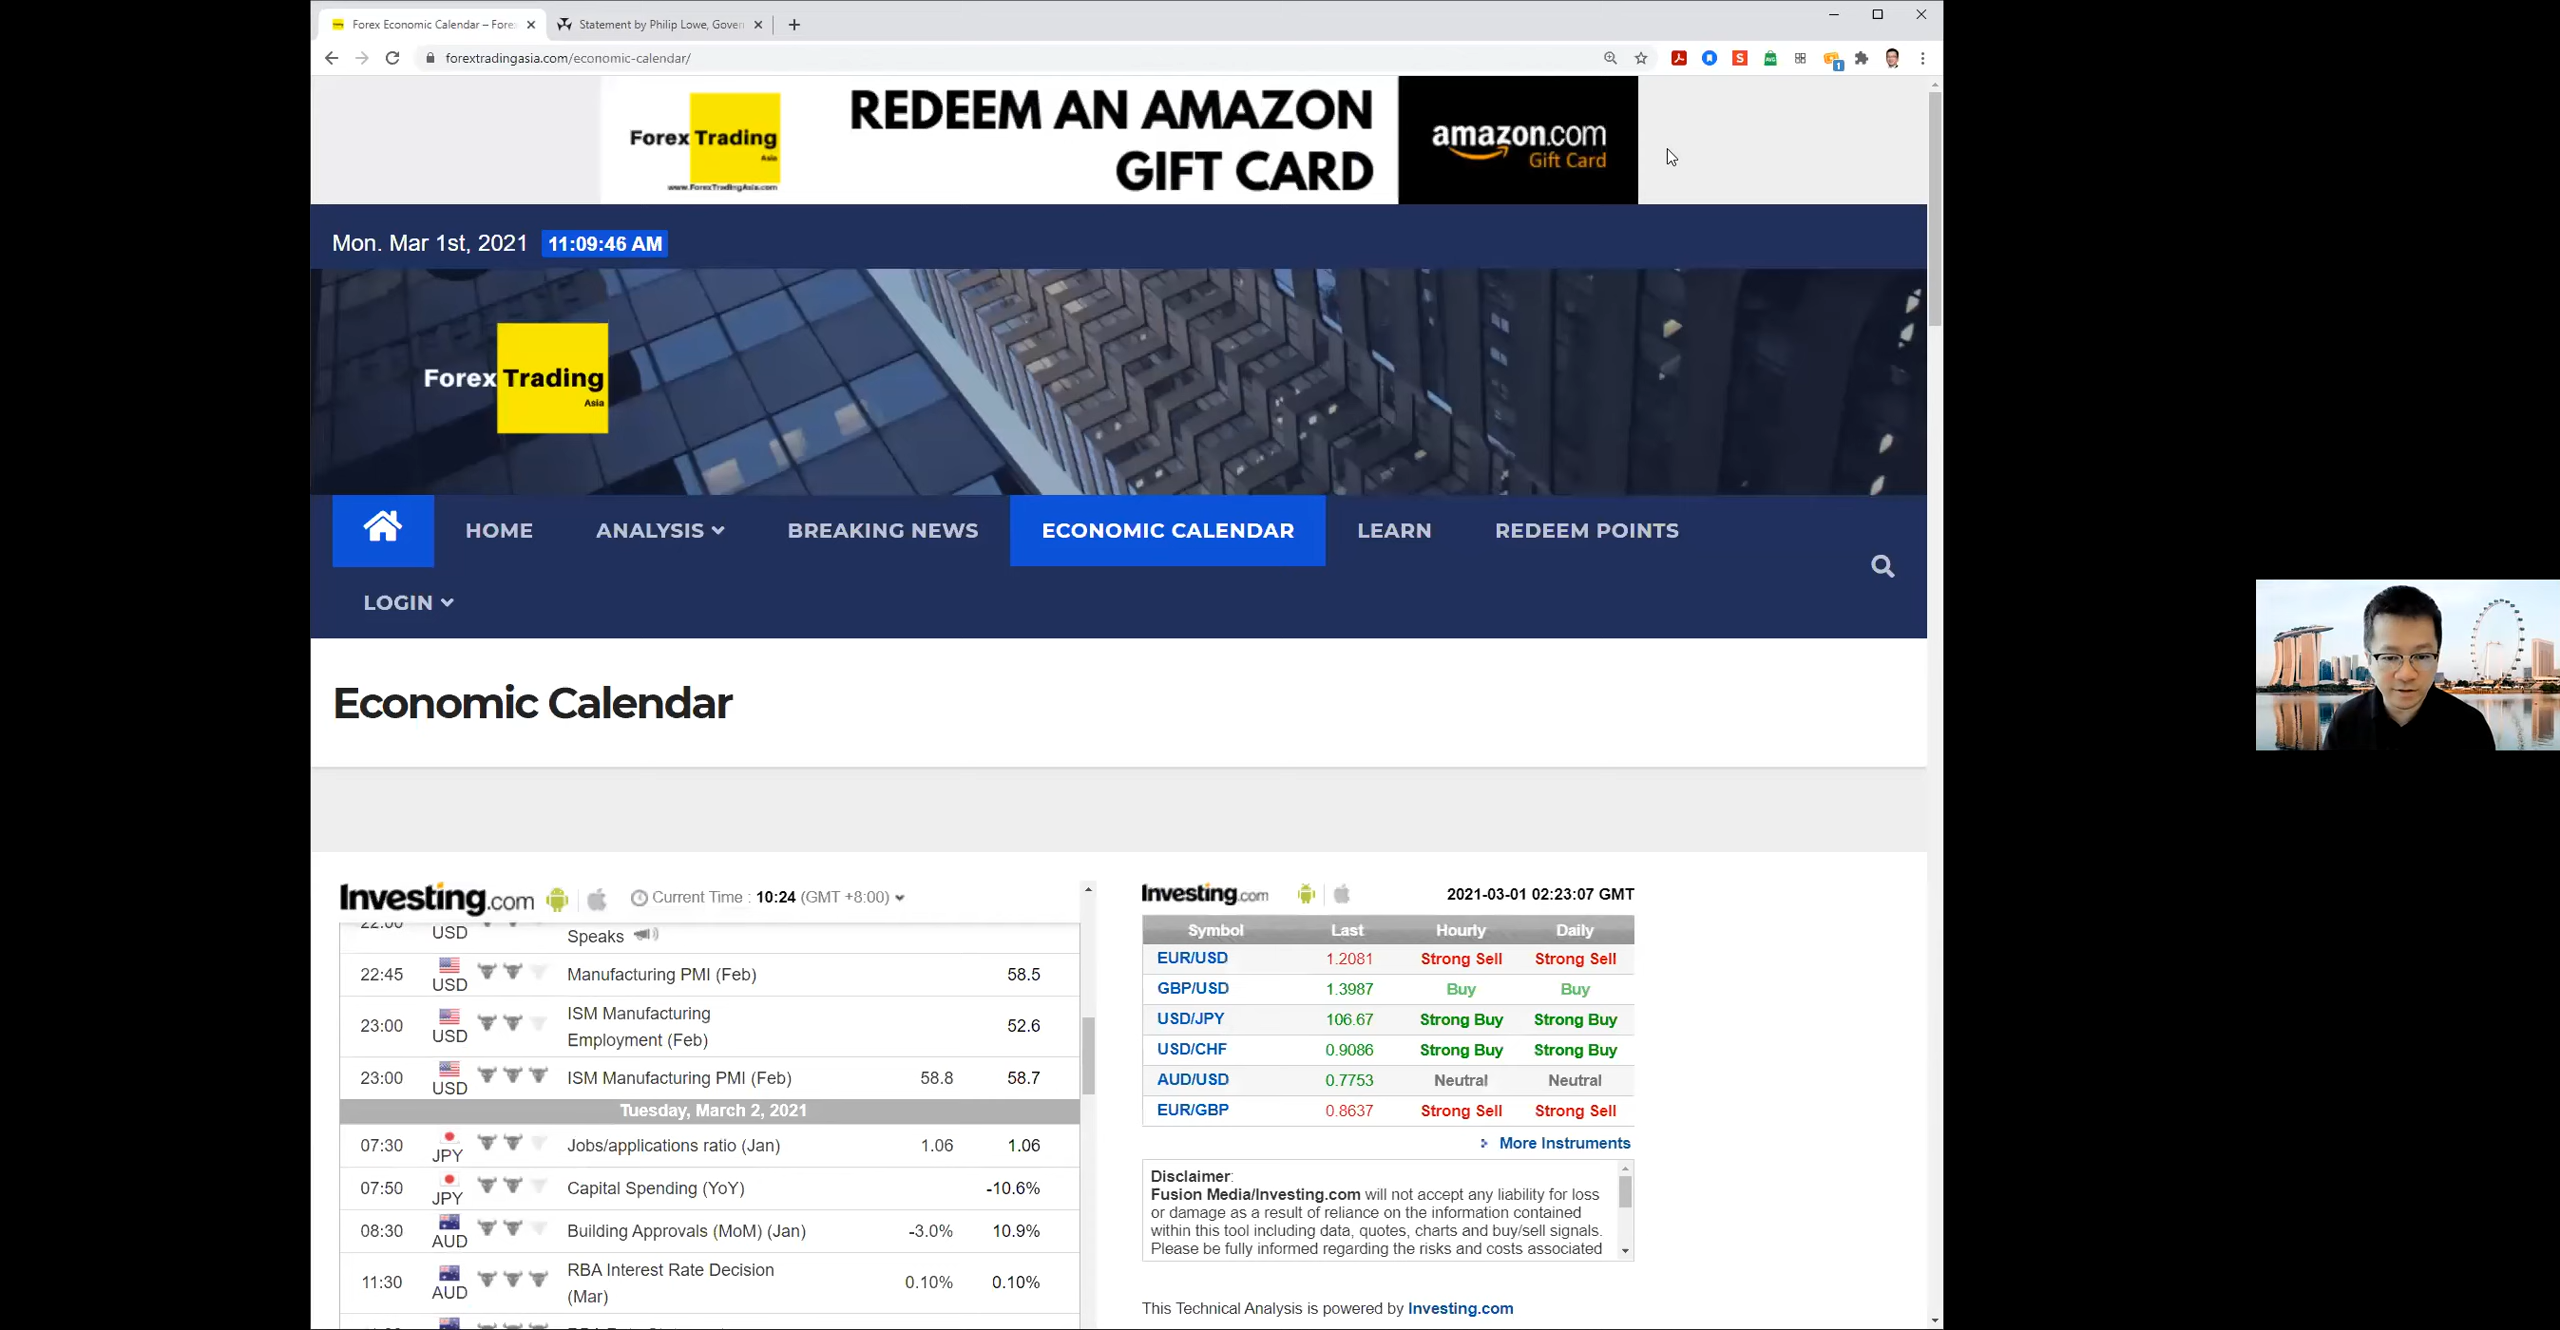 Forex Economic Calendar – Forex
Statement by Philip Lowe, Gover
forextradingasia.com/economic-calendar/
Forex Trading
Asia
www.ForexTradingAsia.com
REDEEM AN AMAZON
GIFT CARD
amazon.com
Gift Card
Mon. Mar 1st, 2021 11:09:46 AM
Forex Trading
Asia
HOME ANALYSIS BREAKING NEWS ECONOMIC CALENDAR LEARN REDEEM POINTS
LOGIN
Economic Calendar
Investing.com Current Time : 10:24 (GMT +8:00)
22:00 USD Speaks
22:45 USD Manufacturing PMI (Feb) 58.5
23:00 USD ISM Manufacturing
Employment (Feb) 52.6
23:00 USD ISM Manufacturing PMI (Feb) 58.8 58.7
Tuesday, March 2, 2021
07:30 JPY Jobs/applications ratio (Jan) 1.06 1.06
07:50 JPY Capital Spending (YoY) -10.6%
08:30 AUD Building Approvals (MoM) (Jan) -3.0% 10.9%
11:30 AUD RBA Interest Rate Decision
(Mar) 0.10% 0.10%
Investing.com 2021-03-01 02:23:07 GMT
Symbol Last Hourly Daily
EUR/USD 1.2081 Strong Sell Strong Sell
GBP/USD 1.3987 Buy Buy
USD/JPY 106.67 Strong Buy Strong Buy
USD/CHF 0.9086 Strong Buy Strong Buy
AUD/USD 0.7753 Neutral Neutral
EUR/GBP 0.8637 Strong Sell Strong Sell
More Instruments
Disclaimer:
Fusion Media/Investing.com will not accept any liability for loss
or damage as a result of reliance on the information contained
within this tool including data, quotes, charts and buy/sell signals.
Please be fully informed regarding the risks and costs associated
This Technical Analysis is powered by Investing.com